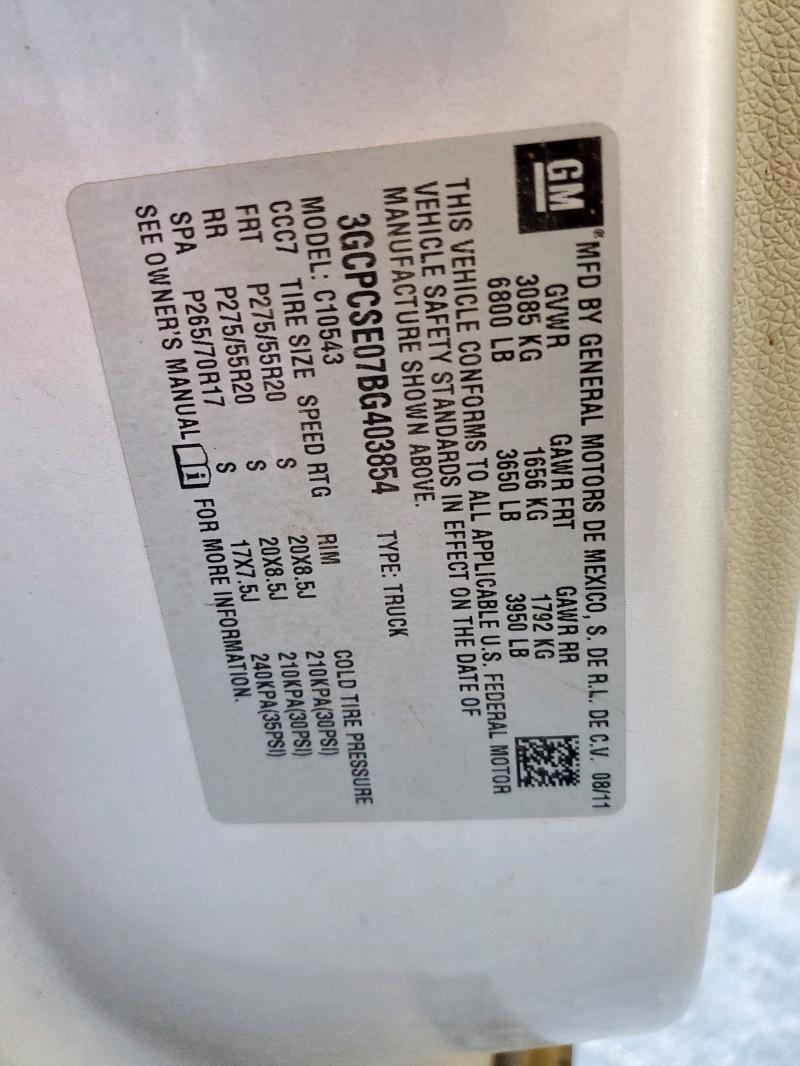 GM® MFD BY GENERAL MOTORS DE MEXICO, S. DE R.L. DE C.V. 08/11
GVWR GAWR FRT GAWR RR
3085 KG 1656 KG 1792 KG
6800 LB 3650 LB 3950 LB
THIS VEHICLE CONFORMS TO ALL APPLICABLE U.S. FEDERAL MOTOR
VEHICLE SAFETY STANDARDS IN EFFECT ON THE DATE OF
MANUFACTURE SHOWN ABOVE.
3GCPCSE07BG403854 TYPE: TRUCK
MODEL: C10543
CCC7 TIRE SIZE SPEED RTG RIM COLD TIRE PRESSURE
FRT P275/55R20 S 20X8.5J 210KPA(30PSI)
RR P275/55R20 S 20X8.5J 210KPA(30PSI)
SPA P265/70R17 S 17X7.5J 240KPA(35PSI)
SEE OWNER'S MANUAL i FOR MORE INFORMATION.